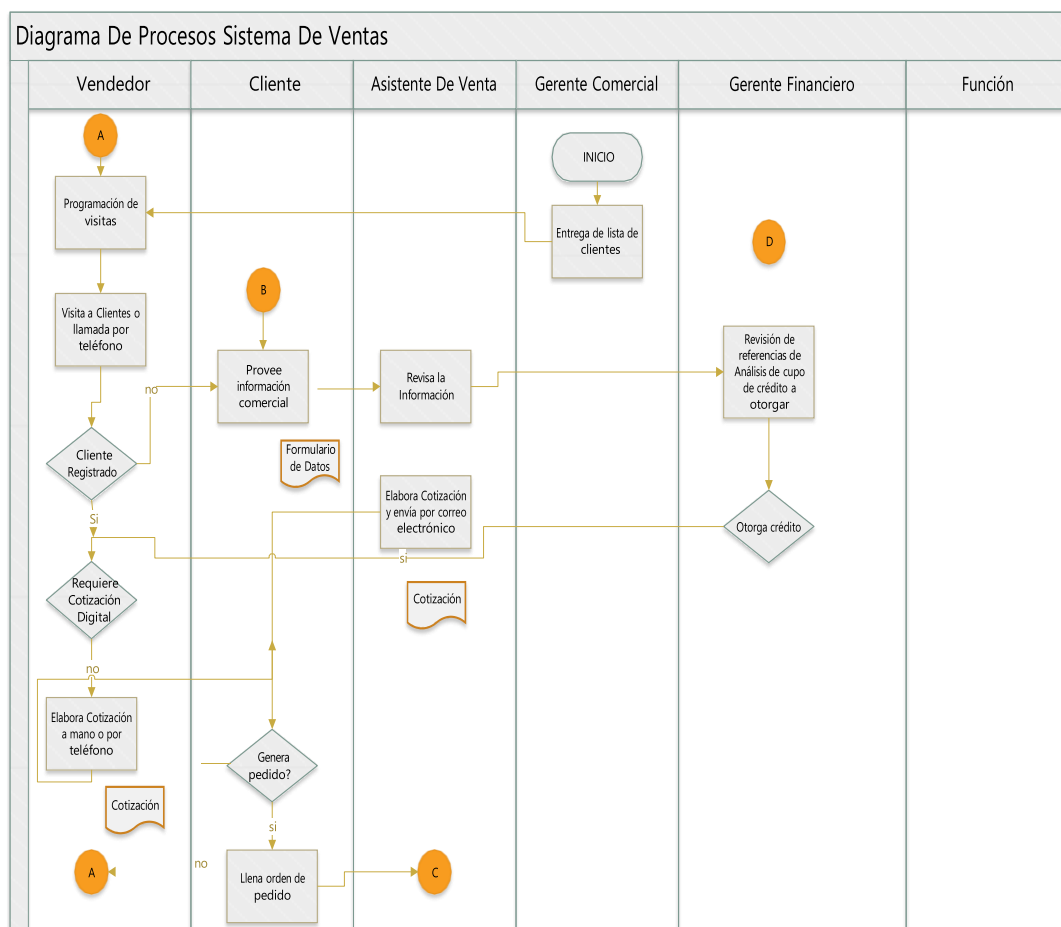 Diagrama De Procesos Sistema De Ventas
Vendedor
Cliente
Asistente De Venta
Gerente Comercial
Gerente Financiero
Función
A
INICIO
Programación de
visitas
Entrega de lista de
clientes
D
B
Visita a Clientes o
llamada por
teléfono
Provee
información
comercial
Revisa la
Información
Revisión de
referencias de
Análisis de cupo
de crédito a
otorgar
no
Cliente
Registrado
Formulario
de Datos
Si
Elabora Cotización
y envía por correo
electrónico
Otorga crédito
si
Requiere
Cotización
Digital
Cotización
no
Elabora Cotización
a mano o por
teléfono
Genera
pedido?
Cotización
si
no
A
Llena orden de
pedido
C